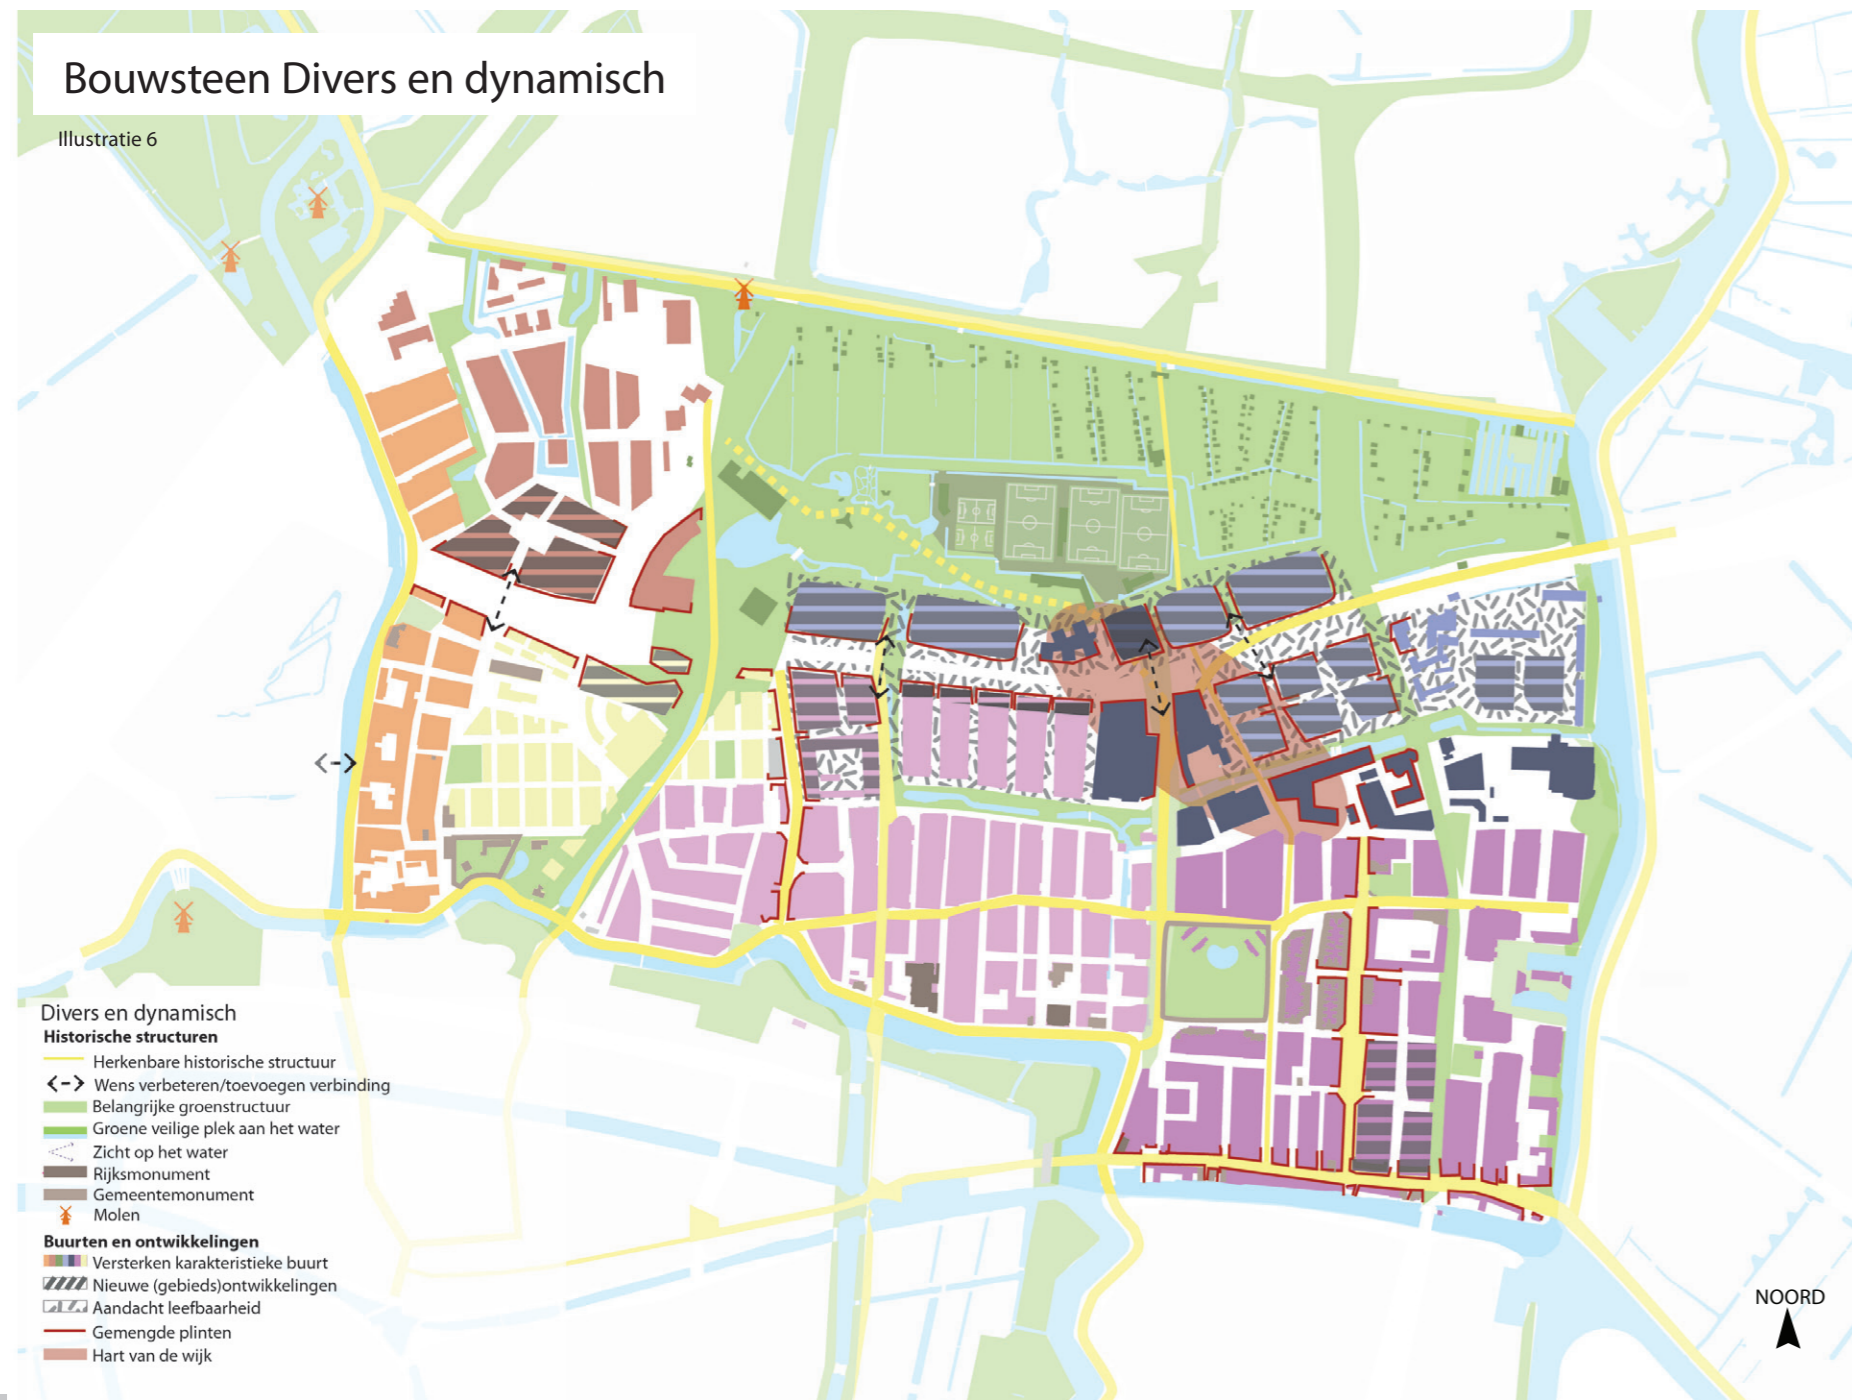 Bouwsteen Divers en dynamisch
Illustratie 6
Divers en dynamisch
Historische structuren
Herkenbare historische structuur
Wens verbeteren/toevoegen verbinding
Belangrijke groenstructuur
Groene veilige plek aan het water
Zicht op het water
Rijksmonument
Gemeentemonument
Molen
Buurten en ontwikkelingen
Versterken karakteristieke buurt
Nieuwe (gebieds)ontwikkelingen
Aandacht leefbaarheid
Gemengde plinten
Hart van de wijk
NOORD